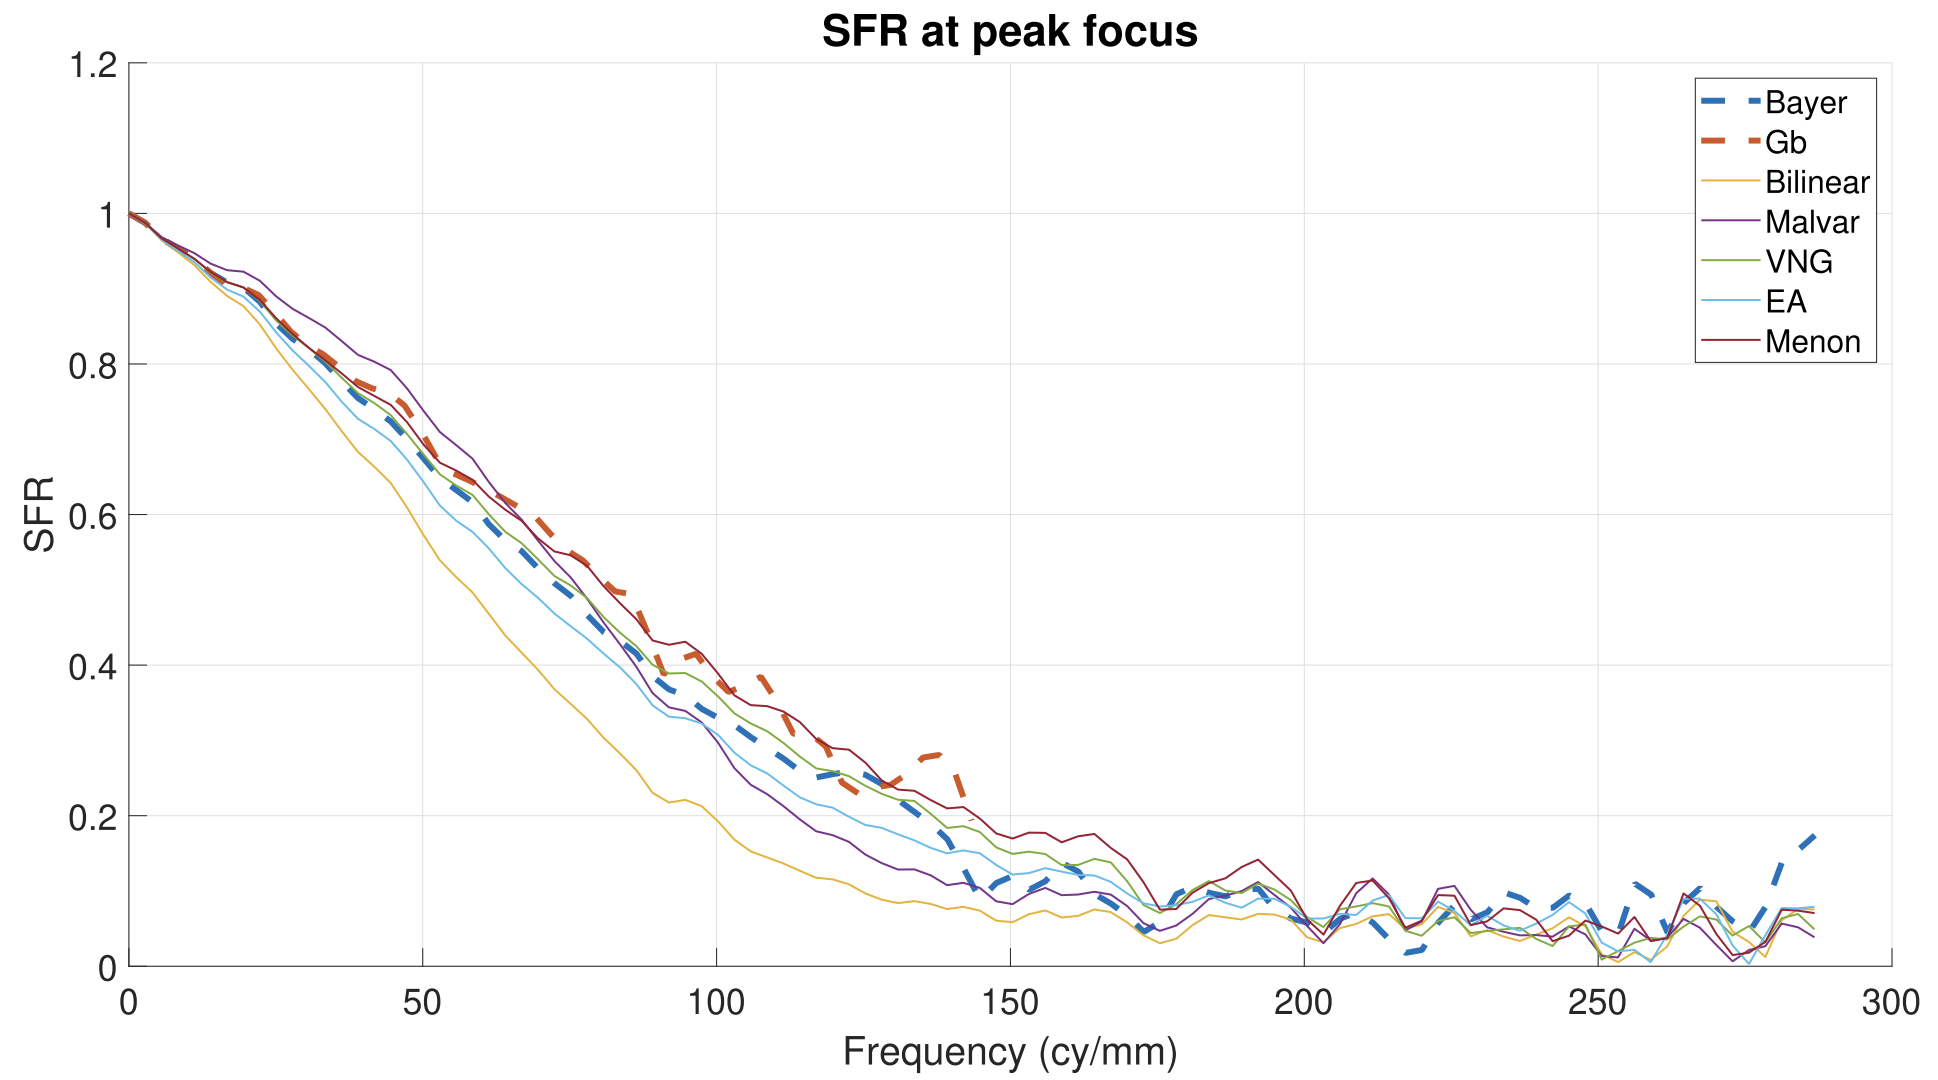 SFR at peak focus
1.2
1
0.8
0.6
0.4
0.2
0
SFR
0 50 100 150 200 250 300
Frequency (cy/mm)
Bayer
Gb
Bilinear
Malvar
VNG
EA
Menon